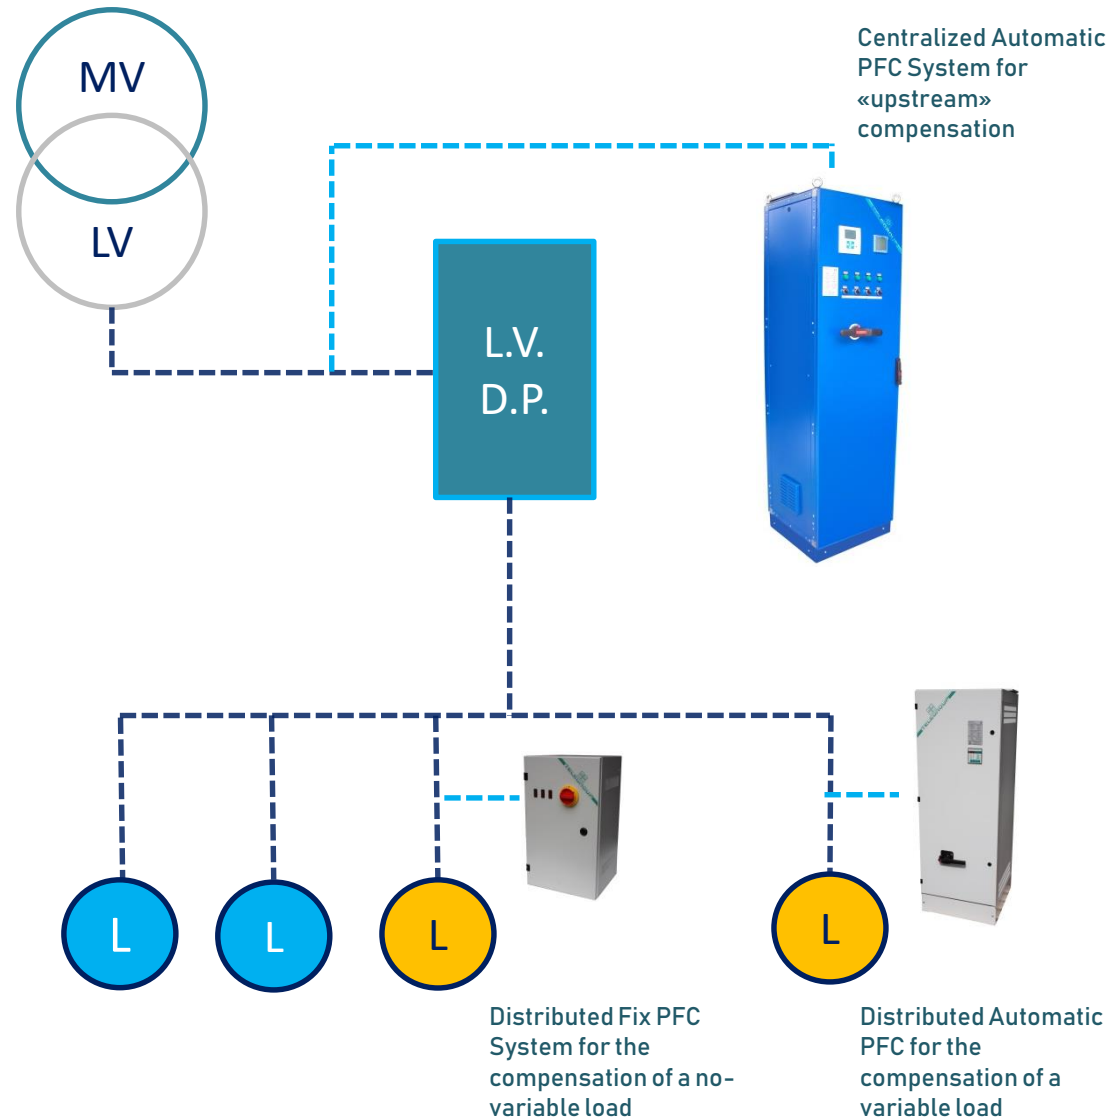 MV
LV
Centralized Automatic
PFC System for
«upstream»
compensation
L.V.
D.P.
L
L
L
L
Distributed Fix PFC
System for the
compensation of a no-
variable load
Distributed Automatic
PFC for the
compensation of a
variable load